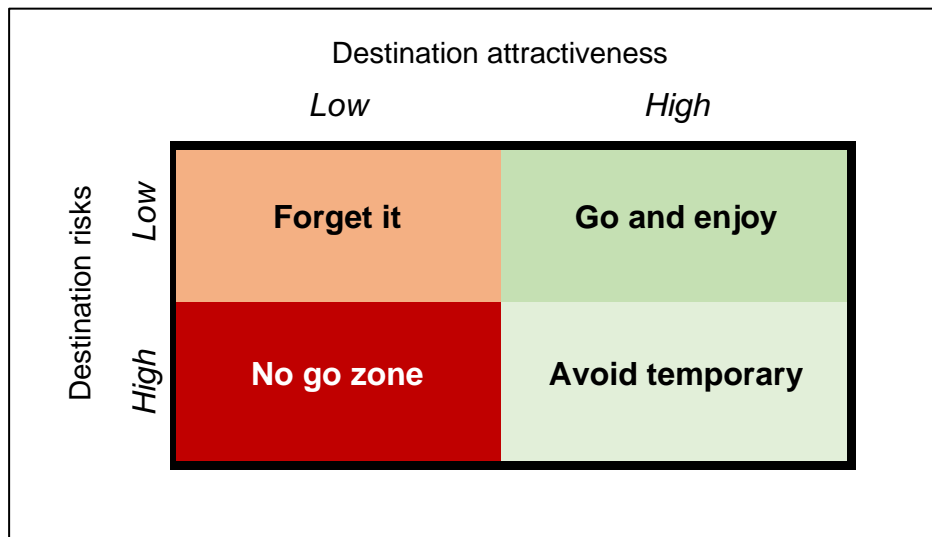 Destination attractiveness
Low High
Destination risks
Low
Forget it Go and enjoy
High
No go zone Avoid temporary